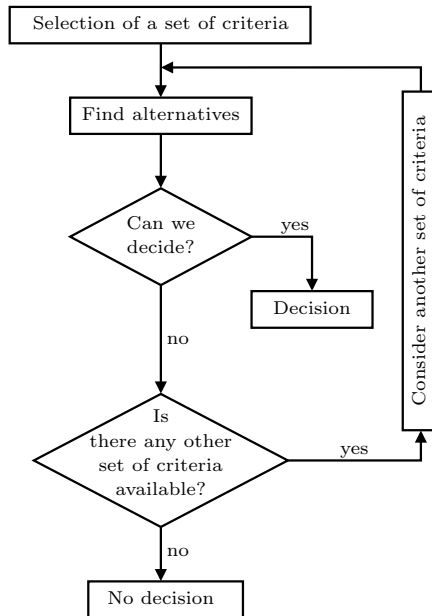 Selection of a set of criteria
Find alternatives
Can we
decide?
yes
Decision
no
Is
there any other
set of criteria
available?
yes
Consider another set of criteria
no
No decision